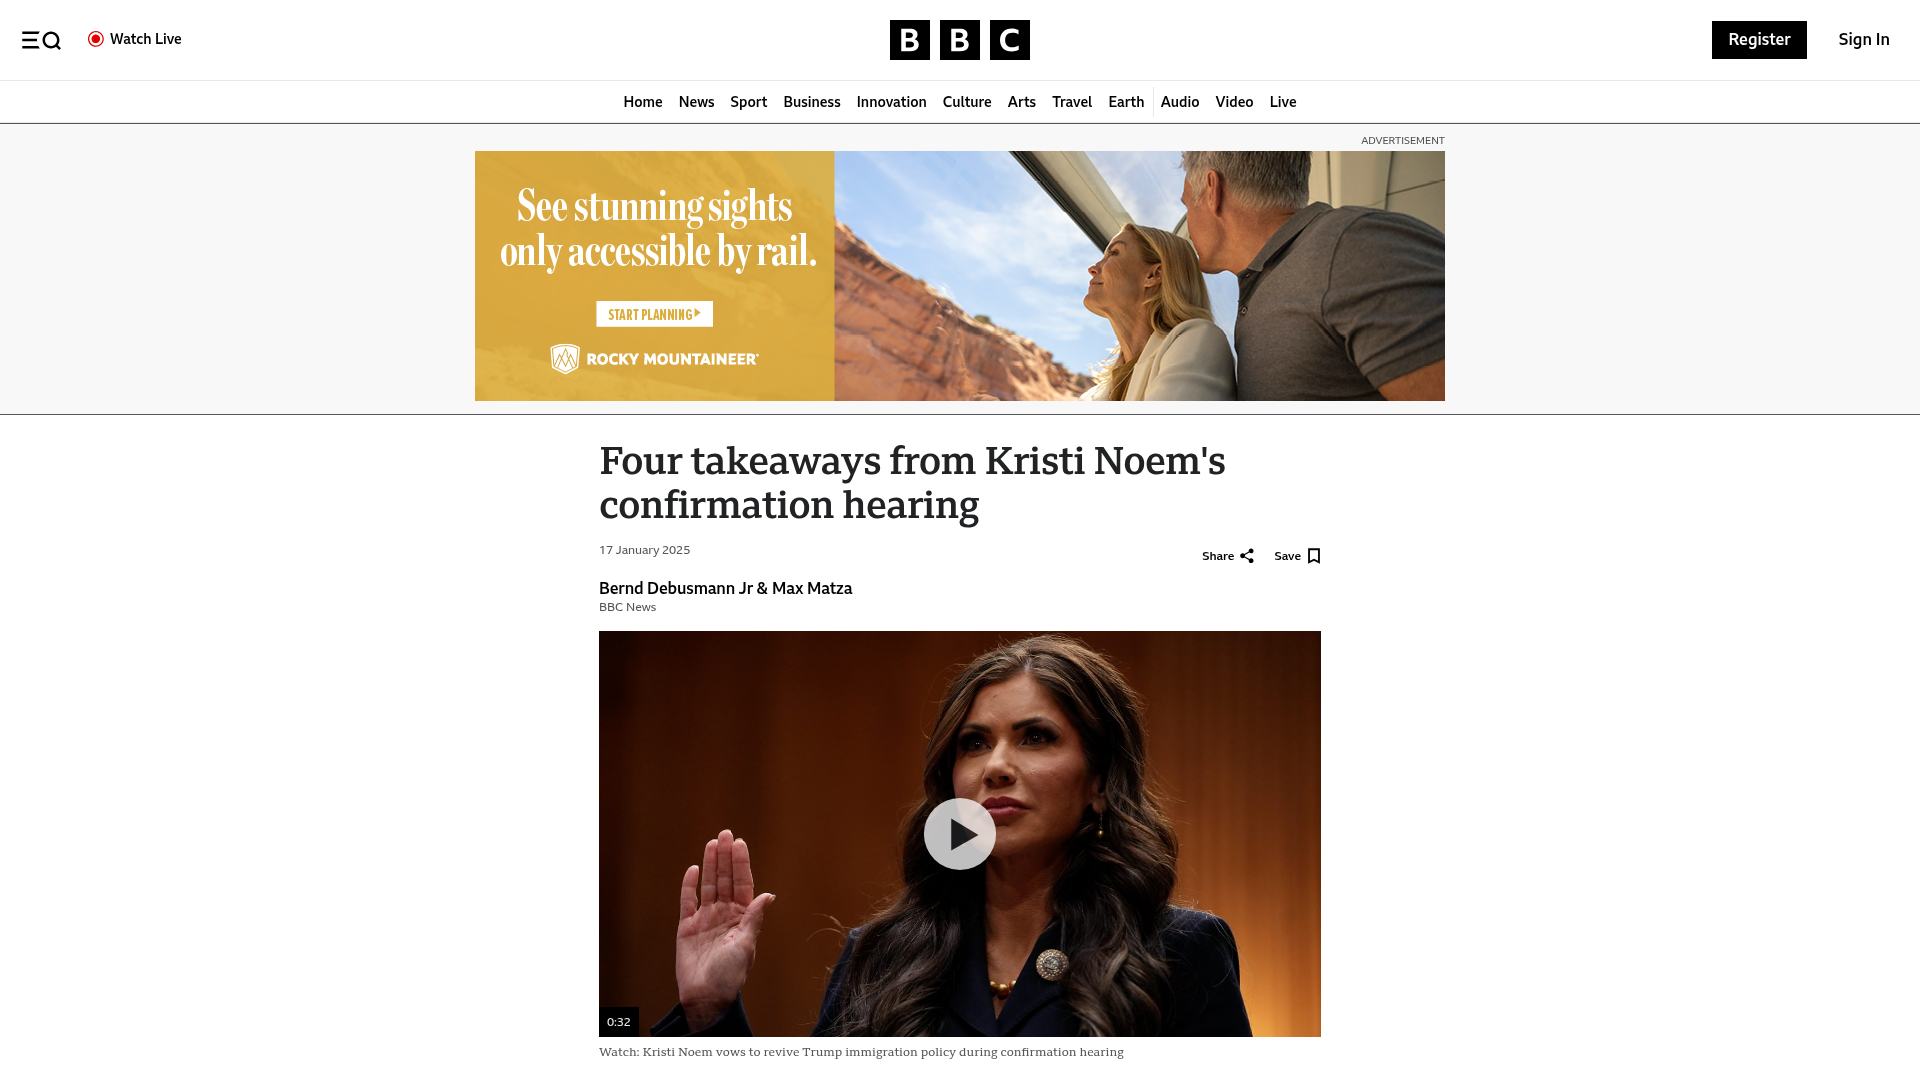 Watch Live
BBC
Register
Sign In
Home News Sport Business Innovation Culture Arts Travel Earth Audio Video Live
ADVERTISEMENT
See stunning sights
only accessible by rail.
START PLANNING
ROCKY MOUNTAINEER
Four takeaways from Kristi Noem's
confirmation hearing
17 January 2025
Share
Save
Bernd Debusmann Jr & Max Matza
BBC News
0:32
Watch: Kristi Noem vows to revive Trump immigration policy during confirmation hearing